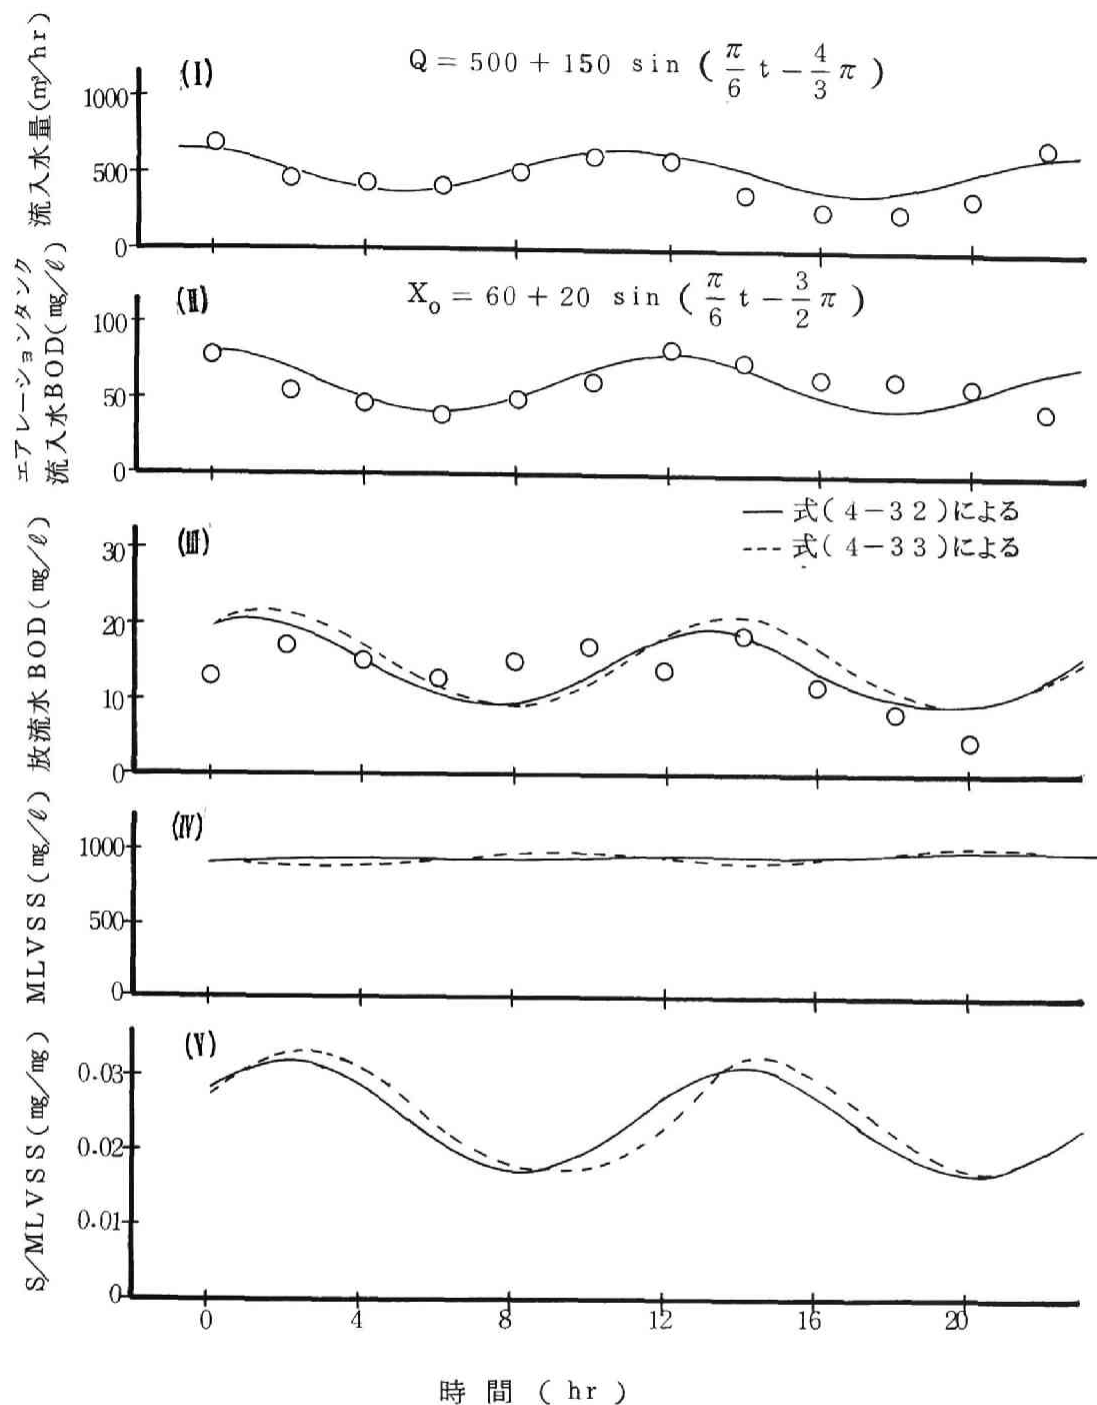 (I)
Q = 500 + 150 sin ( π/6 t − 4/3 π )
流入水量(m³/hr)
1000
500
0
(II)
X₀ = 60 + 20 sin ( π/6 t − 3/2 π )
エアレーションタンク
流入水BOD(mg/ℓ)
100
50
0
(III)
— 式(4−32)による
--- 式(4−33)による
放流水BOD(mg/ℓ)
30
20
10
0
(IV)
MLVSS(mg/ℓ)
1000
500
0
(V)
S/MLVSS(mg/mg)
0.03
0.02
0.01
0
0 4 8 12 16 20
時間 (hr)